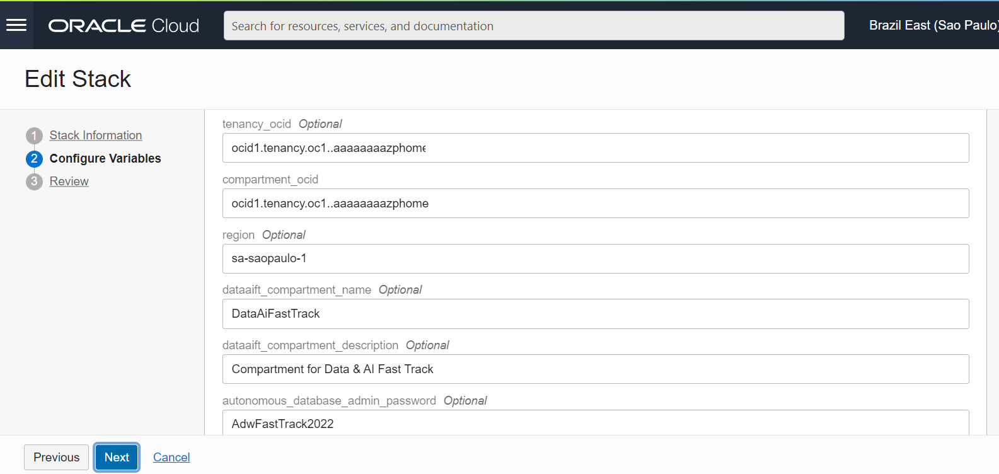 ORACLE Cloud
Search for resources, services, and documentation
Brazil East (Sao Paulo)
Edit Stack
1 Stack Information
2 Configure Variables
3 Review
tenancy_ocid Optional
ocid1.tenancy.oc1..aaaaaaaazphome
compartment_ocid
ocid1.tenancy.oc1..aaaaaaaazphome
region Optional
sa-saopaulo-1
dataaift_compartment_name Optional
DataAiFastTrack
dataaift_compartment_description Optional
Compartment for Data & AI Fast Track
autonomous_database_admin_password Optional
AdwFastTrack2022
Previous
Next
Cancel